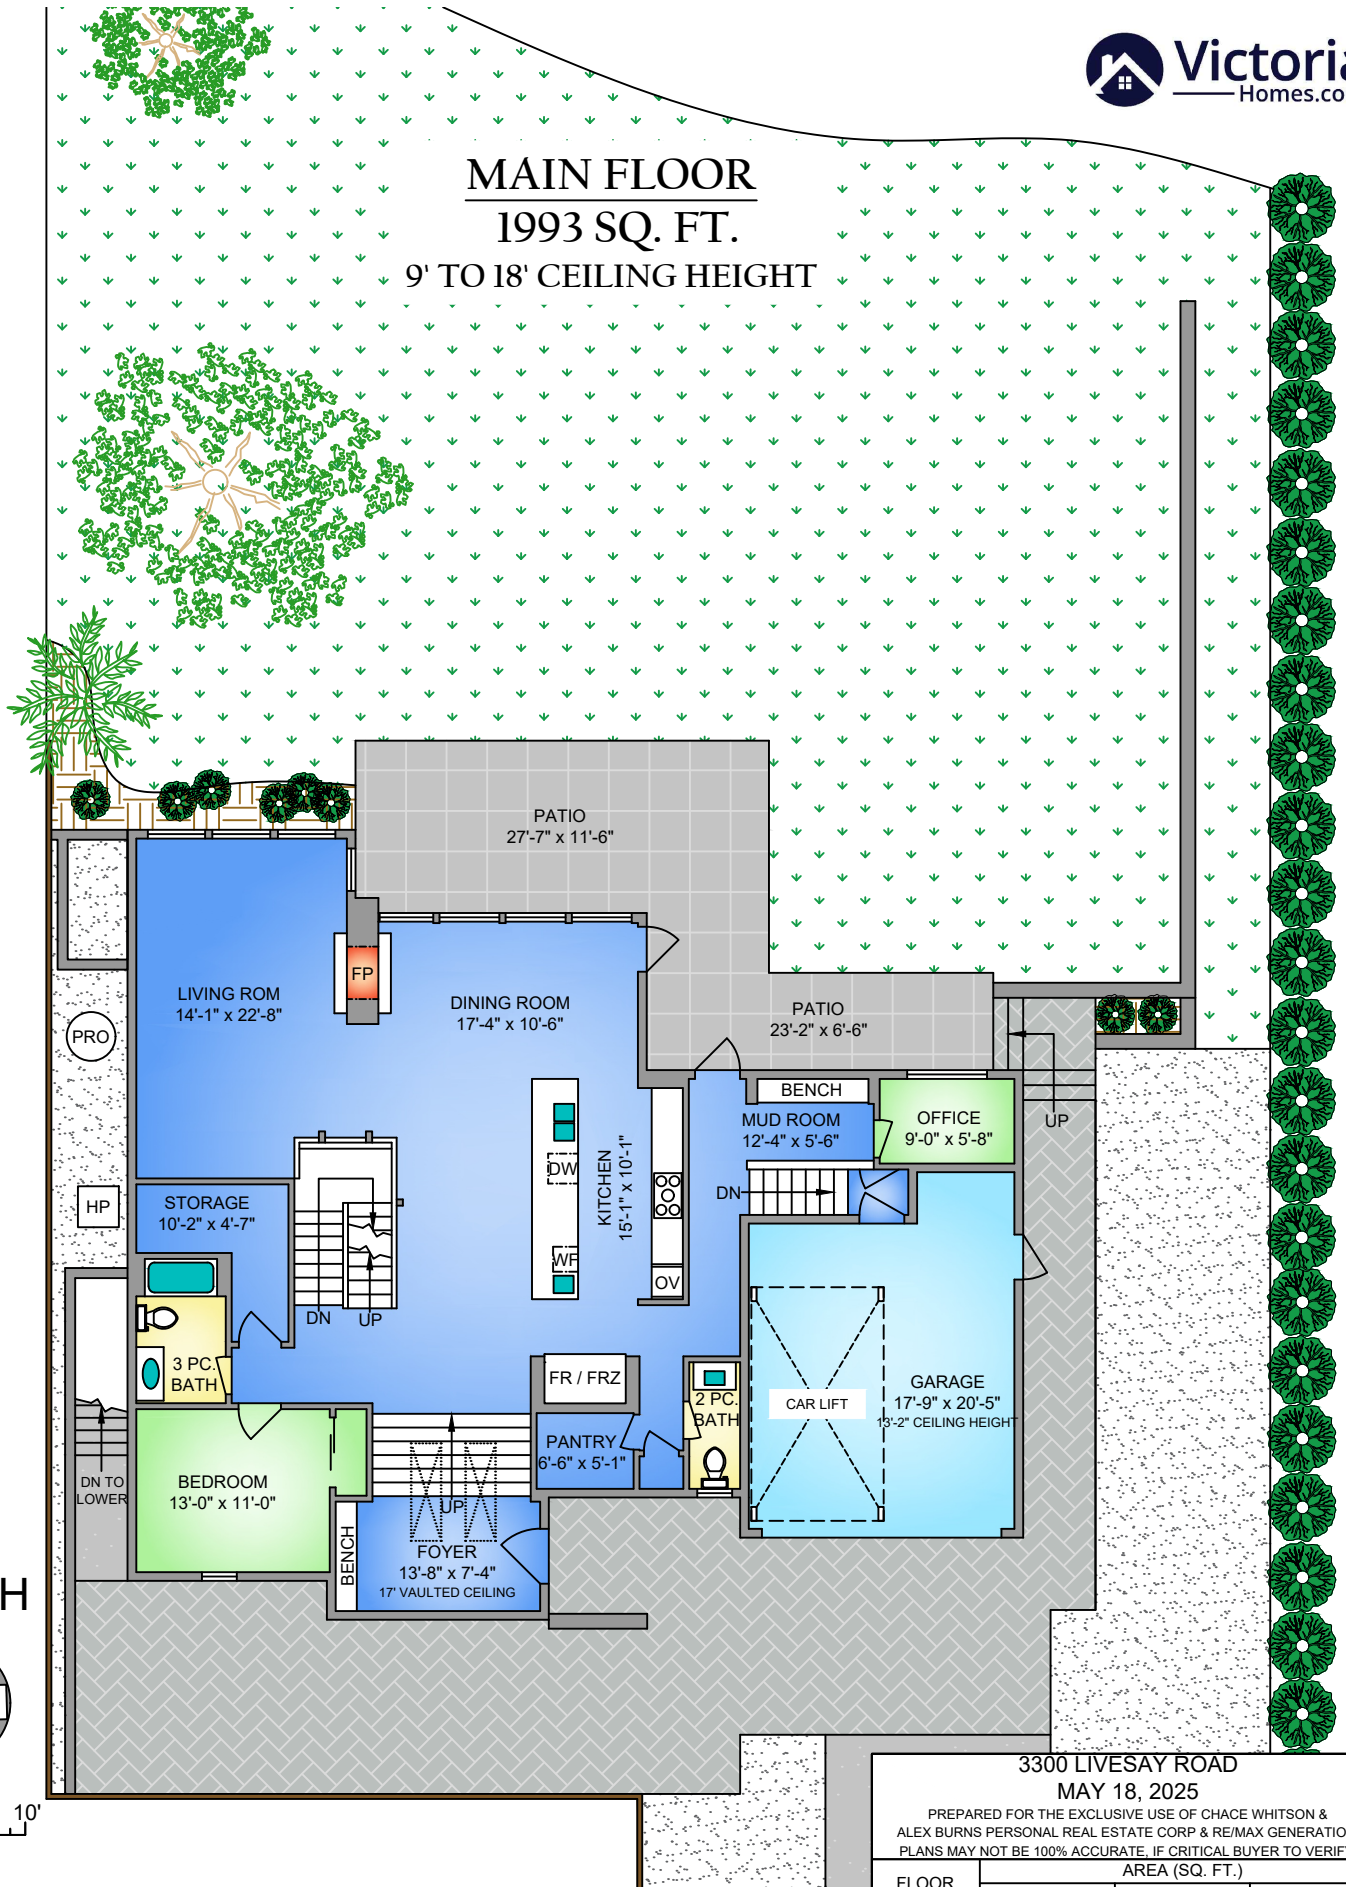 Victoria
Homes.co
MAIN FLOOR
1993 SQ. FT.
9' TO 18' CEILING HEIGHT
PATIO
27'-7" x 11'-6"
FP
LIVING ROM
14'-1" x 22'-8"
DINING ROOM
17'-4" x 10'-6"
PATIO
23'-2" x 6'-6"
PRO
BENCH
MUD ROOM
12'-4" x 5'-6"
OFFICE
9'-0" x 5'-8"
UP
DW
KITCHEN
15'-1" x 10'-1"
HP
STORAGE
10'-2" x 4'-7"
DN
WF
OV
DN
UP
3 PC.
BATH
FR / FRZ
2 PC.
BATH
CAR LIFT
GARAGE
17'-9" x 20'-5"
13'-2" CEILING HEIGHT
PANTRY
6'-6" x 5'-1"
DN TO
LOWER
BEDROOM
13'-0" x 11'-0"
UP
BENCH
FOYER
13'-8" x 7'-4"
17' VAULTED CEILING
H
10'
3300 LIVESAY ROAD
MAY 18, 2025
PREPARED FOR THE EXCLUSIVE USE OF CHACE WHITSON &
ALEX BURNS PERSONAL REAL ESTATE CORP & RE/MAX GENERATIO
PLANS MAY NOT BE 100% ACCURATE, IF CRITICAL BUYER TO VERIFY
FLOOR
AREA (SQ. FT.)